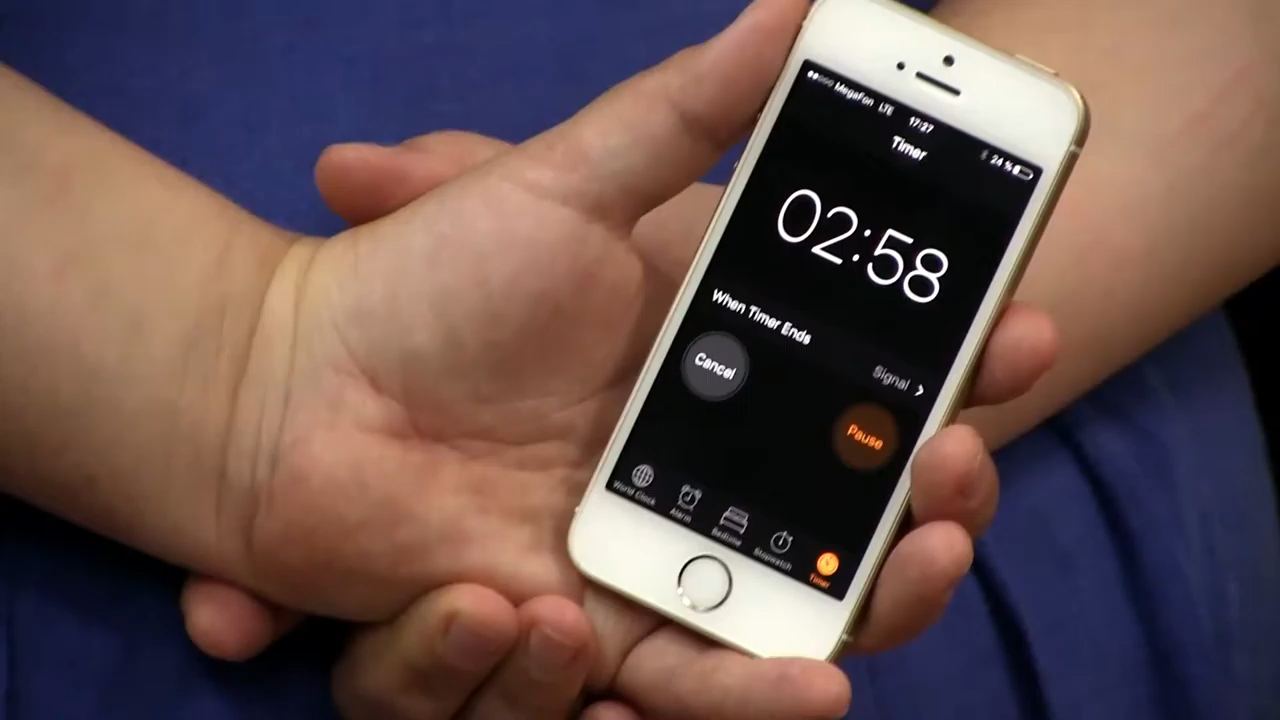 MegaFon LTE 17:27 24 %
Timer
02:58
When Timer Ends
Signal
Cancel
Pause
World Clock Alarm Bedtime Stopwatch Timer